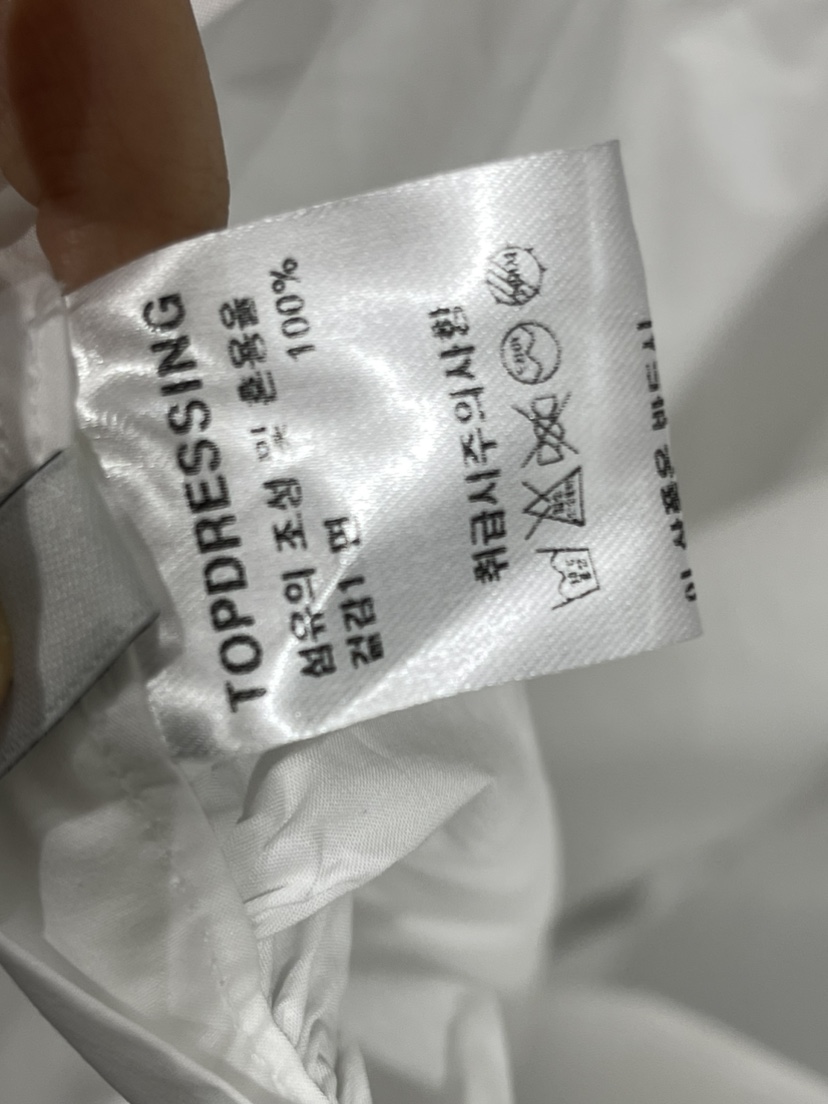 TOPDRESSING
섬유의 조성 및 혼용율
겉감1 면 100%
취급시주의사항